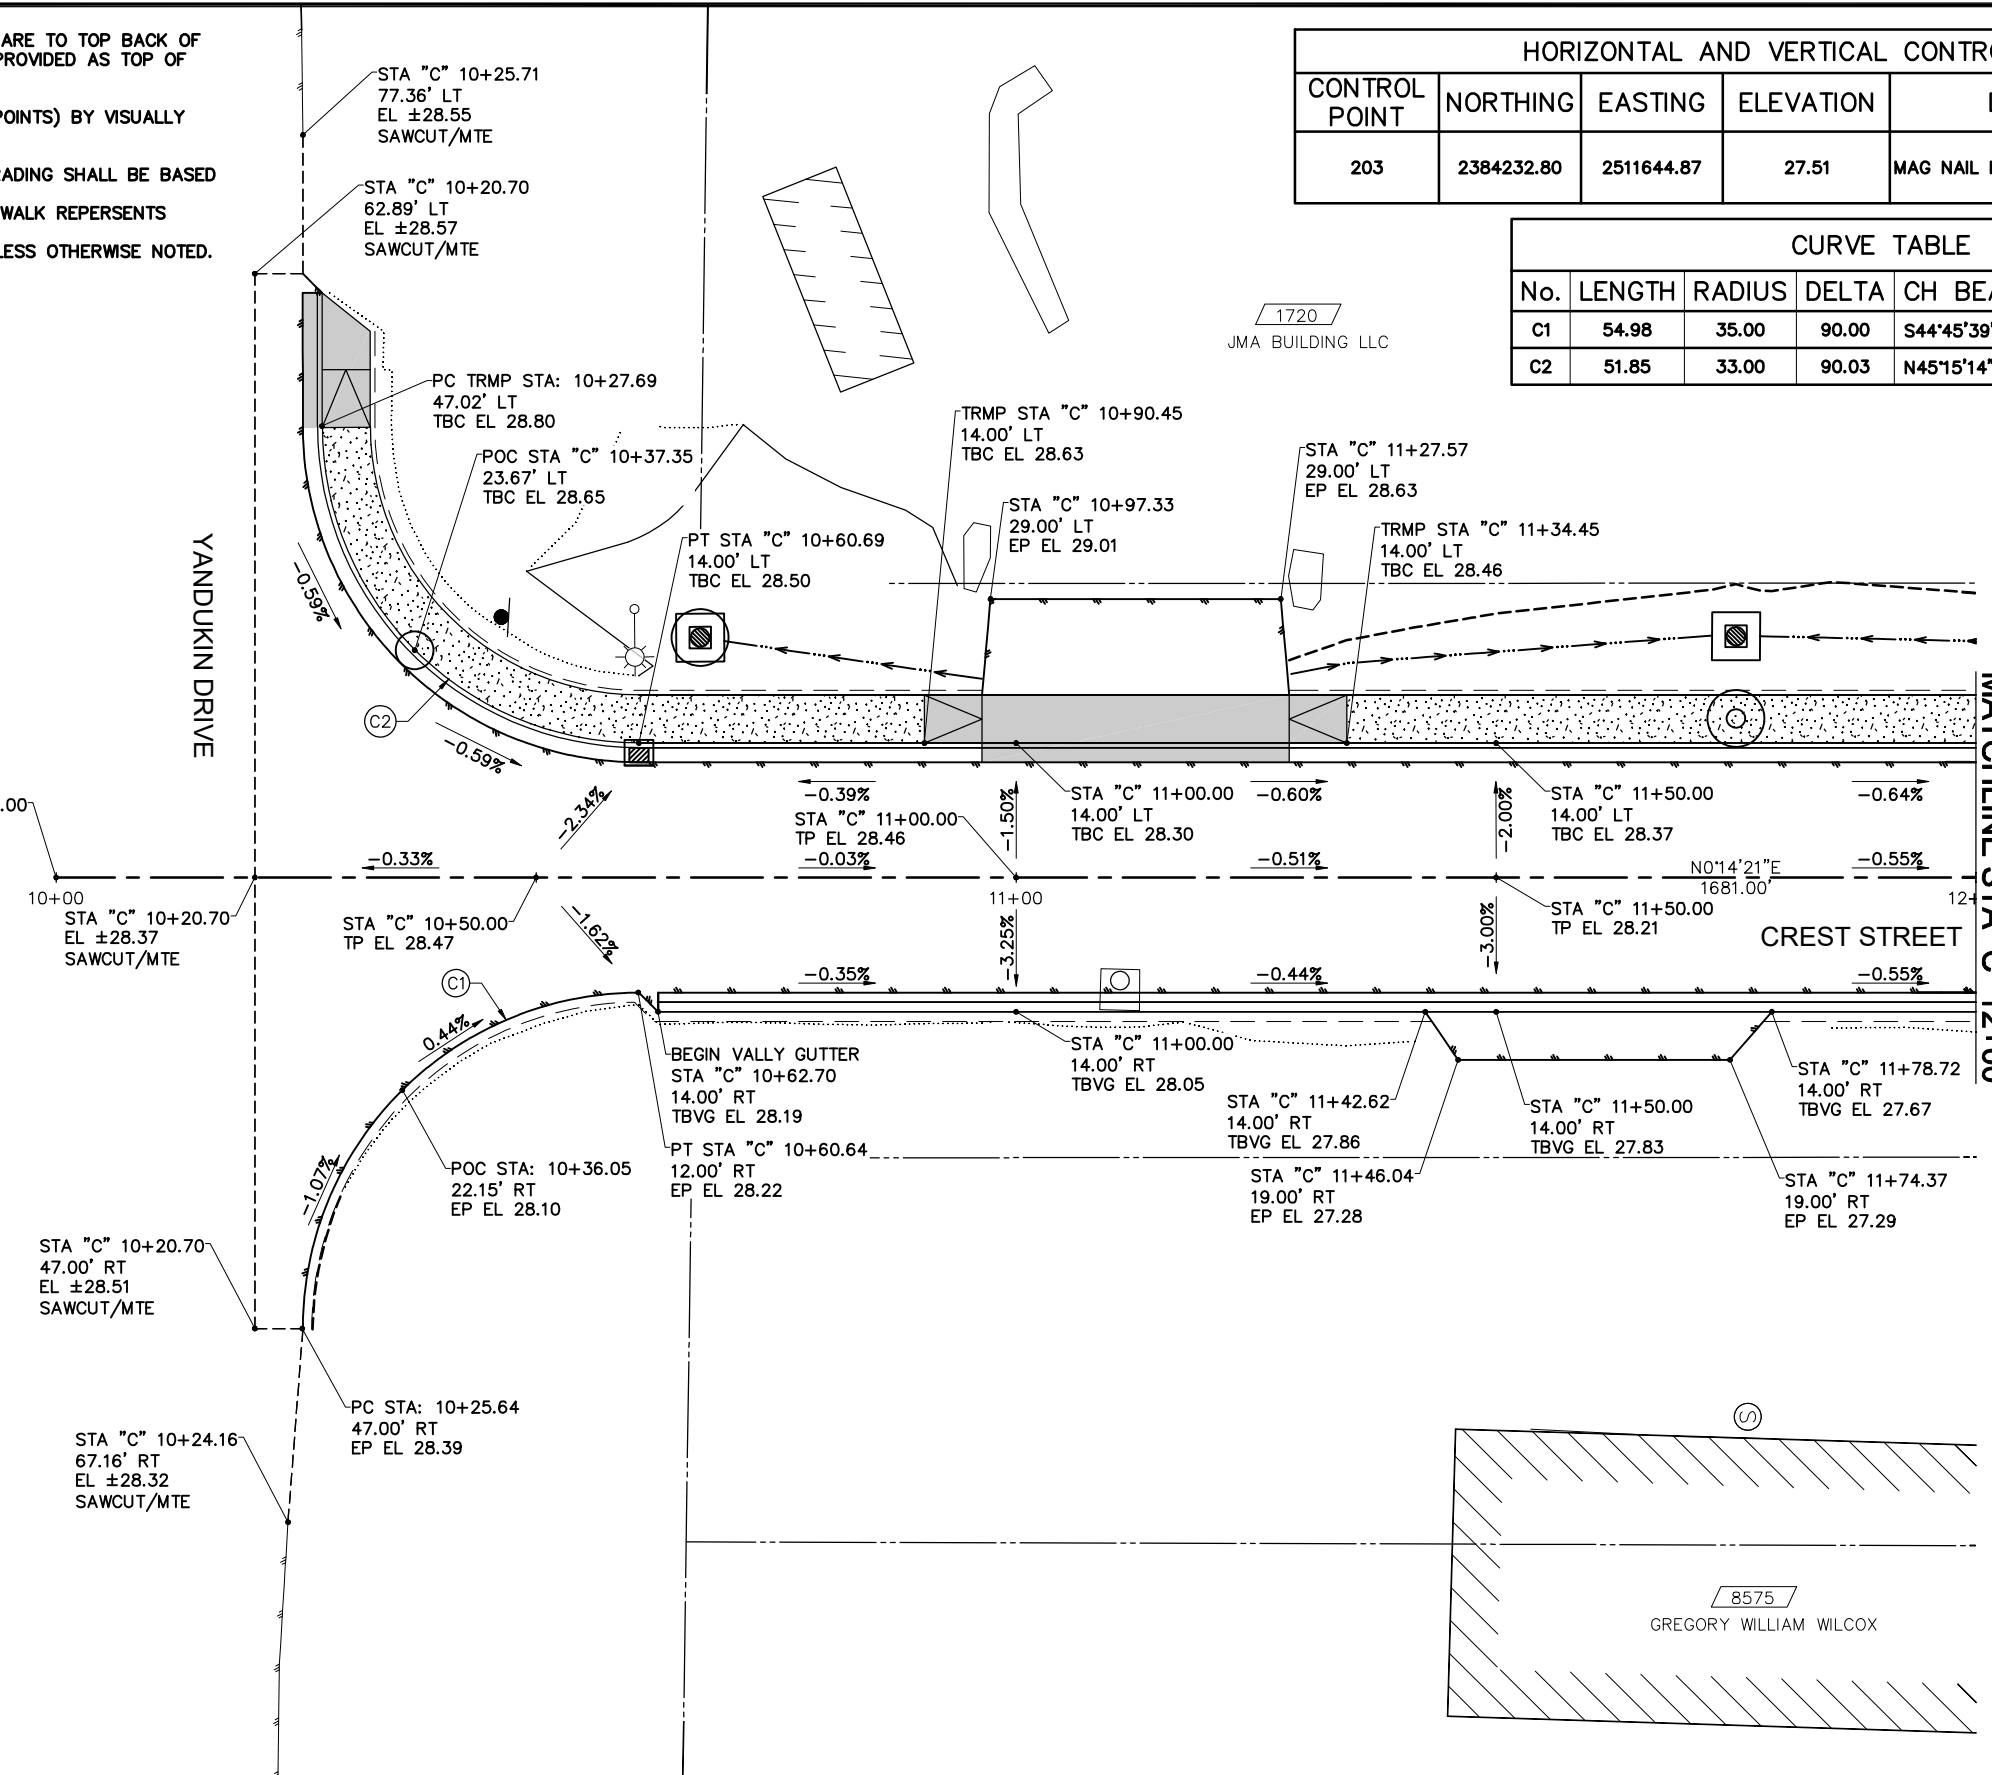 ARE TO TOP BACK OF
PROVIDED AS TOP OF
POINTS) BY VISUALLY
ADING SHALL BE BASED
WALK REPERSENTS
LESS OTHERWISE NOTED.
STA "C" 10+25.71
77.36' LT
EL ±28.55
SAWCUT/MTE
STA "C" 10+20.70
62.89' LT
EL ±28.57
SAWCUT/MTE
HORIZONTAL AND VERTICAL
CONTROL POINT NORTHING EASTING ELEVATION
203 2384232.80 2511644.87 27.51 MAG NAIL
CURVE TABLE
No. LENGTH RADIUS DELTA CH
C1 54.98 35.00 90.00 S44°45'39"
C2 51.85 33.00 90.03 N45°15'14"
1720
JMA BUILDING LLC
PC TRMP STA: 10+27.69
47.02' LT
TBC EL 28.80
POC STA "C" 10+37.35
23.67' LT
TBC EL 28.65
PT STA "C" 10+60.69
14.00' LT
TBC EL 28.50
TRMP STA "C" 10+90.45
14.00' LT
TBC EL 28.63
STA "C" 10+97.33
29.00' LT
EP EL 29.01
STA "C" 11+27.57
29.00' LT
EP EL 28.63
TRMP STA "C" 11+34.45
14.00' LT
TBC EL 28.46
YANDUKIN DRIVE
-0.59%
C2
-0.59%
-2.34%
-0.39%
-1.50%
STA "C" 11+00.00
14.00' LT
TBC EL 28.30
-0.60%
-2.00%
STA "C" 11+50.00
14.00' LT
TBC EL 28.37
-0.64%
STA "C" 11+00.00
TP EL 28.46
.00
-0.33%
-0.03%
-0.51%
-0.55%
N0°14'21"E
1681.00'
10+00
11+00
12+
STA "C" 10+20.70
EL ±28.37
SAWCUT/MTE
STA "C" 10+50.00
TP EL 28.47
-1.62%
-3.25%
-3.00%
STA "C" 11+50.00
TP EL 28.21
CREST STREET
MATCHLINE STA "C" 12+00
C1
-0.35%
-0.44%
-0.55%
0.44%
BEGIN VALLY GUTTER
STA "C" 10+62.70
14.00' RT
TBVG EL 28.19
STA "C" 11+00.00
14.00' RT
TBVG EL 28.05
STA "C" 11+42.62
14.00' RT
TBVG EL 27.86
STA "C" 11+50.00
14.00' RT
TBVG EL 27.83
STA "C" 11+78.72
14.00' RT
TBVG EL 27.67
PT STA "C" 10+60.64
12.00' RT
EP EL 28.22
POC STA: 10+36.05
22.15' RT
EP EL 28.10
-1.07%
STA "C" 11+46.04
19.00' RT
EP EL 27.28
STA "C" 11+74.37
19.00' RT
EP EL 27.29
STA "C" 10+20.70
47.00' RT
EL ±28.51
SAWCUT/MTE
PC STA: 10+25.64
47.00' RT
EP EL 28.39
STA "C" 10+24.16
67.16' RT
EL ±28.32
SAWCUT/MTE
S
8575
GREGORY WILLIAM WILCOX